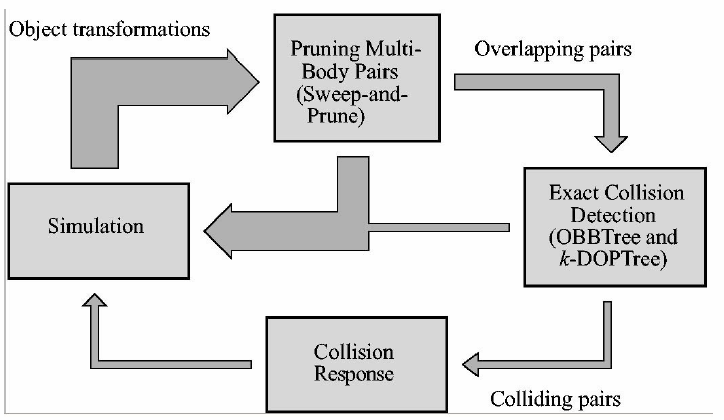 Object transformations
Pruning Multi-
Body Pairs
(Sweep-and-
Prune)
Overlapping pairs
Simulation
Exact Collision
Detection
(OBBTree and
k-DOPTree)
Collision
Response
Colliding pairs